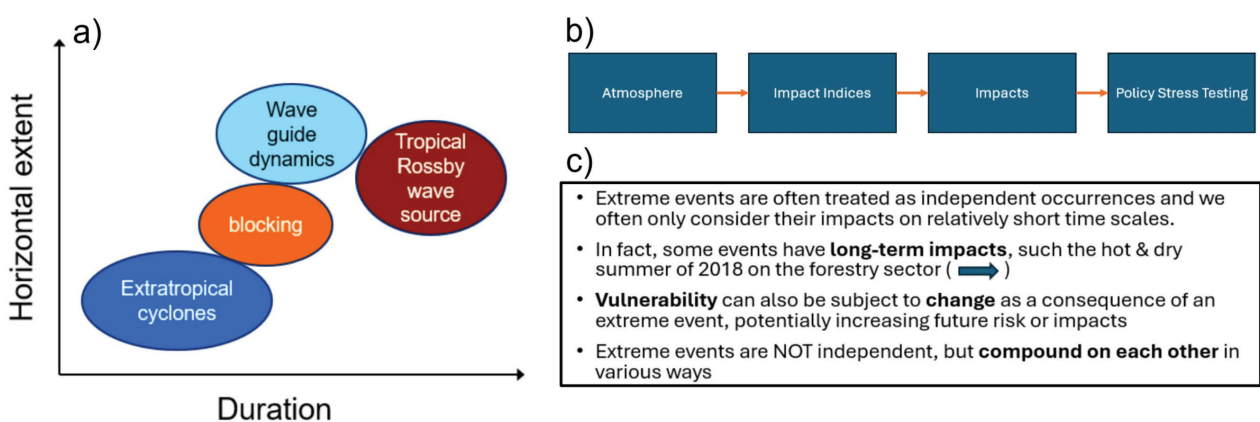 a)
Horizontal extent
Wave
guide
dynamics
Tropical
Rossby
wave
source
blocking
Extratropical
cyclones
Duration
b)
Atmosphere
Impact Indices
Impacts
Policy Stress Testing
c)
• Extreme events are often treated as independent occurrences and we
often only consider their impacts on relatively short time scales.
• In fact, some events have long-term impacts, such the hot & dry
summer of 2018 on the forestry sector ( )
• Vulnerability can also be subject to change as a consequence of an
extreme event, potentially increasing future risk or impacts
• Extreme events are NOT independent, but compound on each other in
various ways